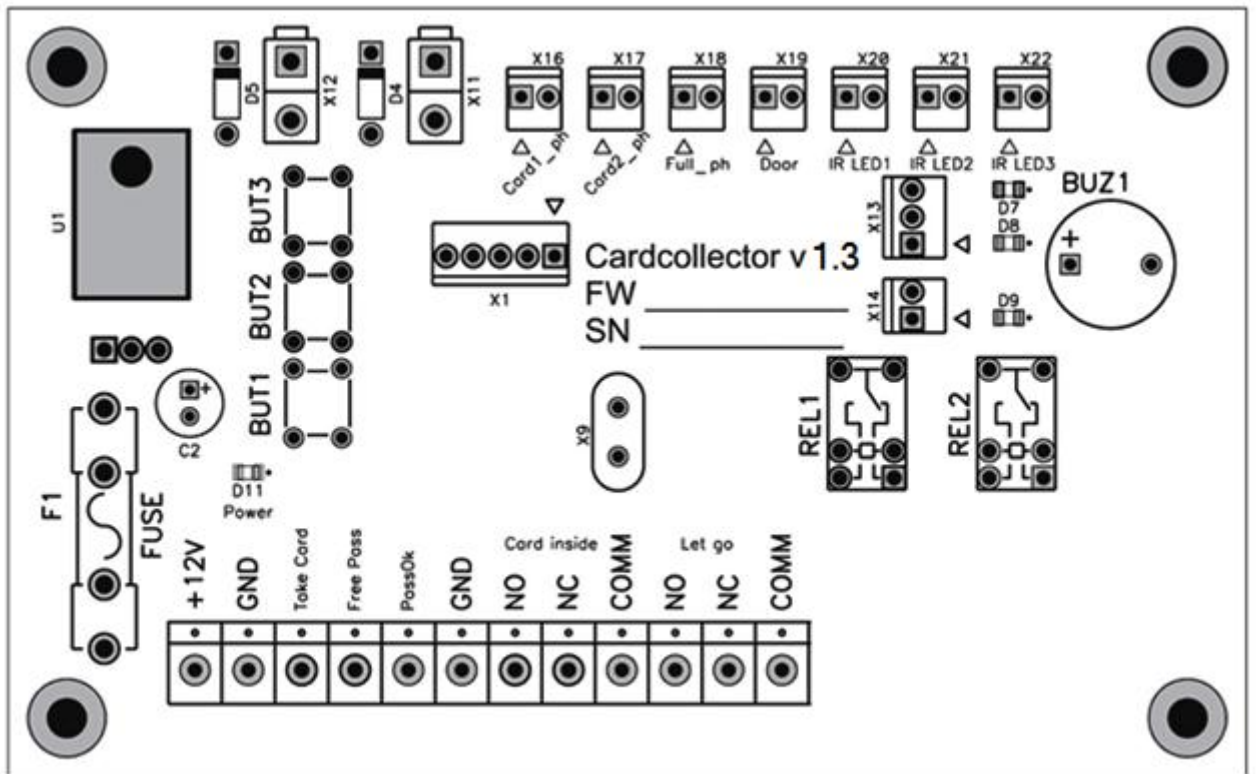 D5
X12
D4
X11
X16
X17
X18
X19
X20
X21
X22
Card1_ph
Card2_ph
Full_ph
Door
IR LED1
IR LED2
IR LED3
U1
BUT3
X1
Cardcollector v 1.3
FW
SN
X13
D7
D8
BUZ1
+
BUT2
X14
D9
BUT1
+
C2
X9
REL1
REL2
D11
Power
F1
FUSE
+12V
GND
Take Card
Free Pass
PassOk
GND
Card inside
NO
NC
COMM
Let go
NO
NC
COMM